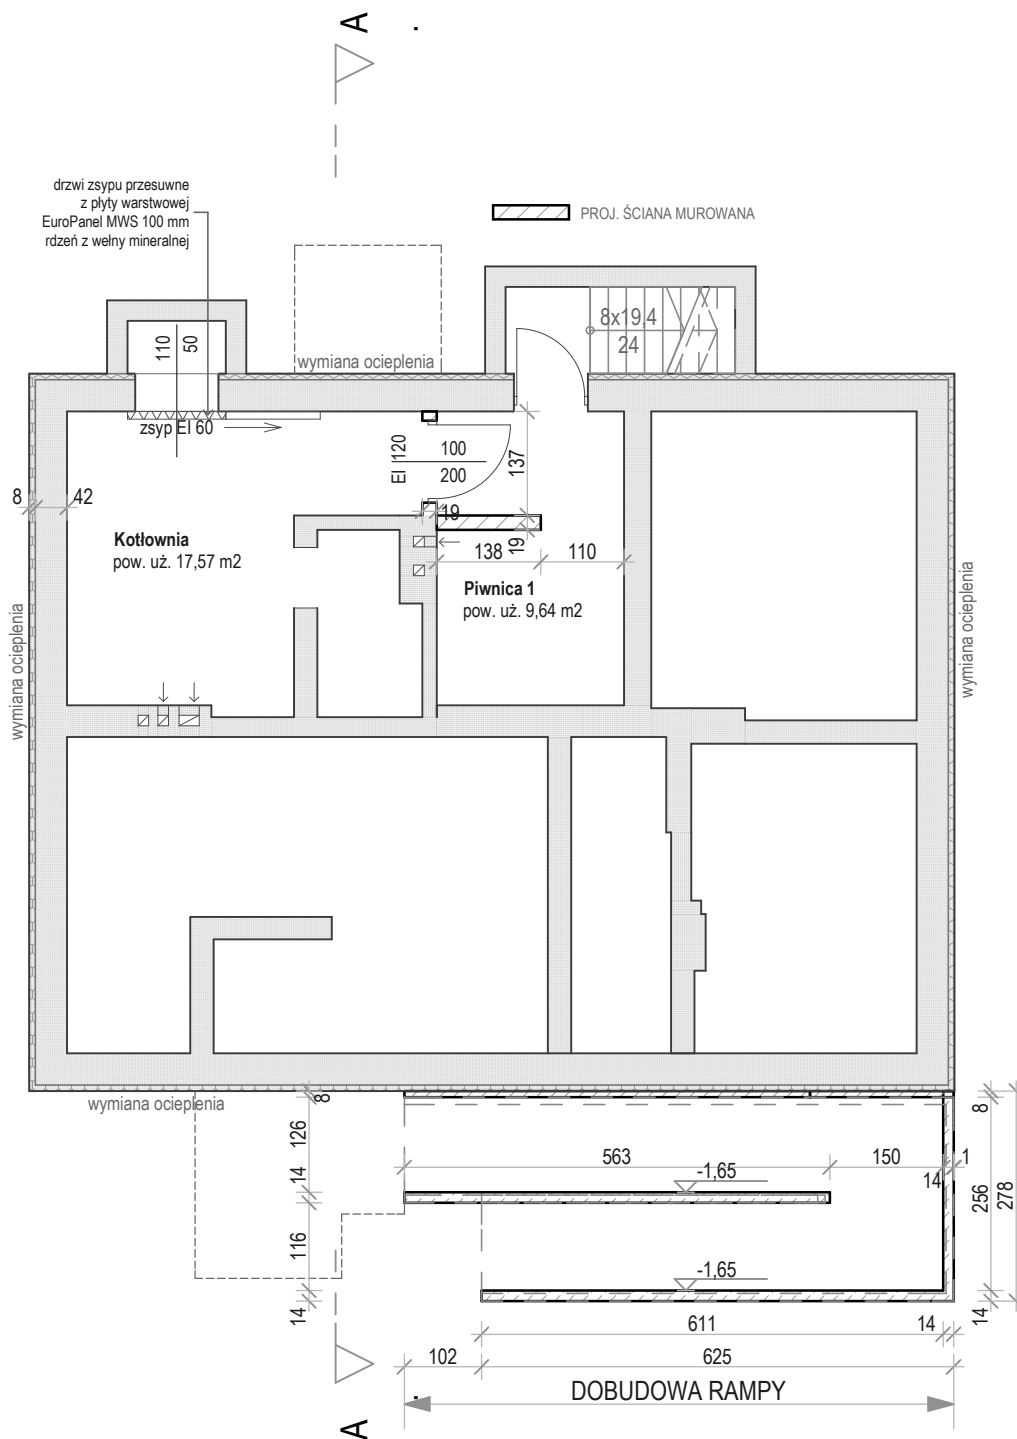 A
drzwi zsypu przesuwne
z płyty warstwowej
EuroPanel MWS 100 mm
rdzeń z wełny mineralnej
PROJ. ŚCIANA MUROWANA
110
50
wymiana ocieplenia
8x19,4
24
zsyp EI 60
EI 120
100
200
137
8
42
19
19
138
110
Kotłownia
pow. uż. 17,57 m2
Piwnica 1
pow. uż. 9,64 m2
wymiana ocieplenia
wymiana ocieplenia
wymiana ocieplenia
8
126
14
116
14
563
150
14
1
-1,65
-1,65
8
256
278
14
611
14
102
625
DOBUDOWA RAMPY
A